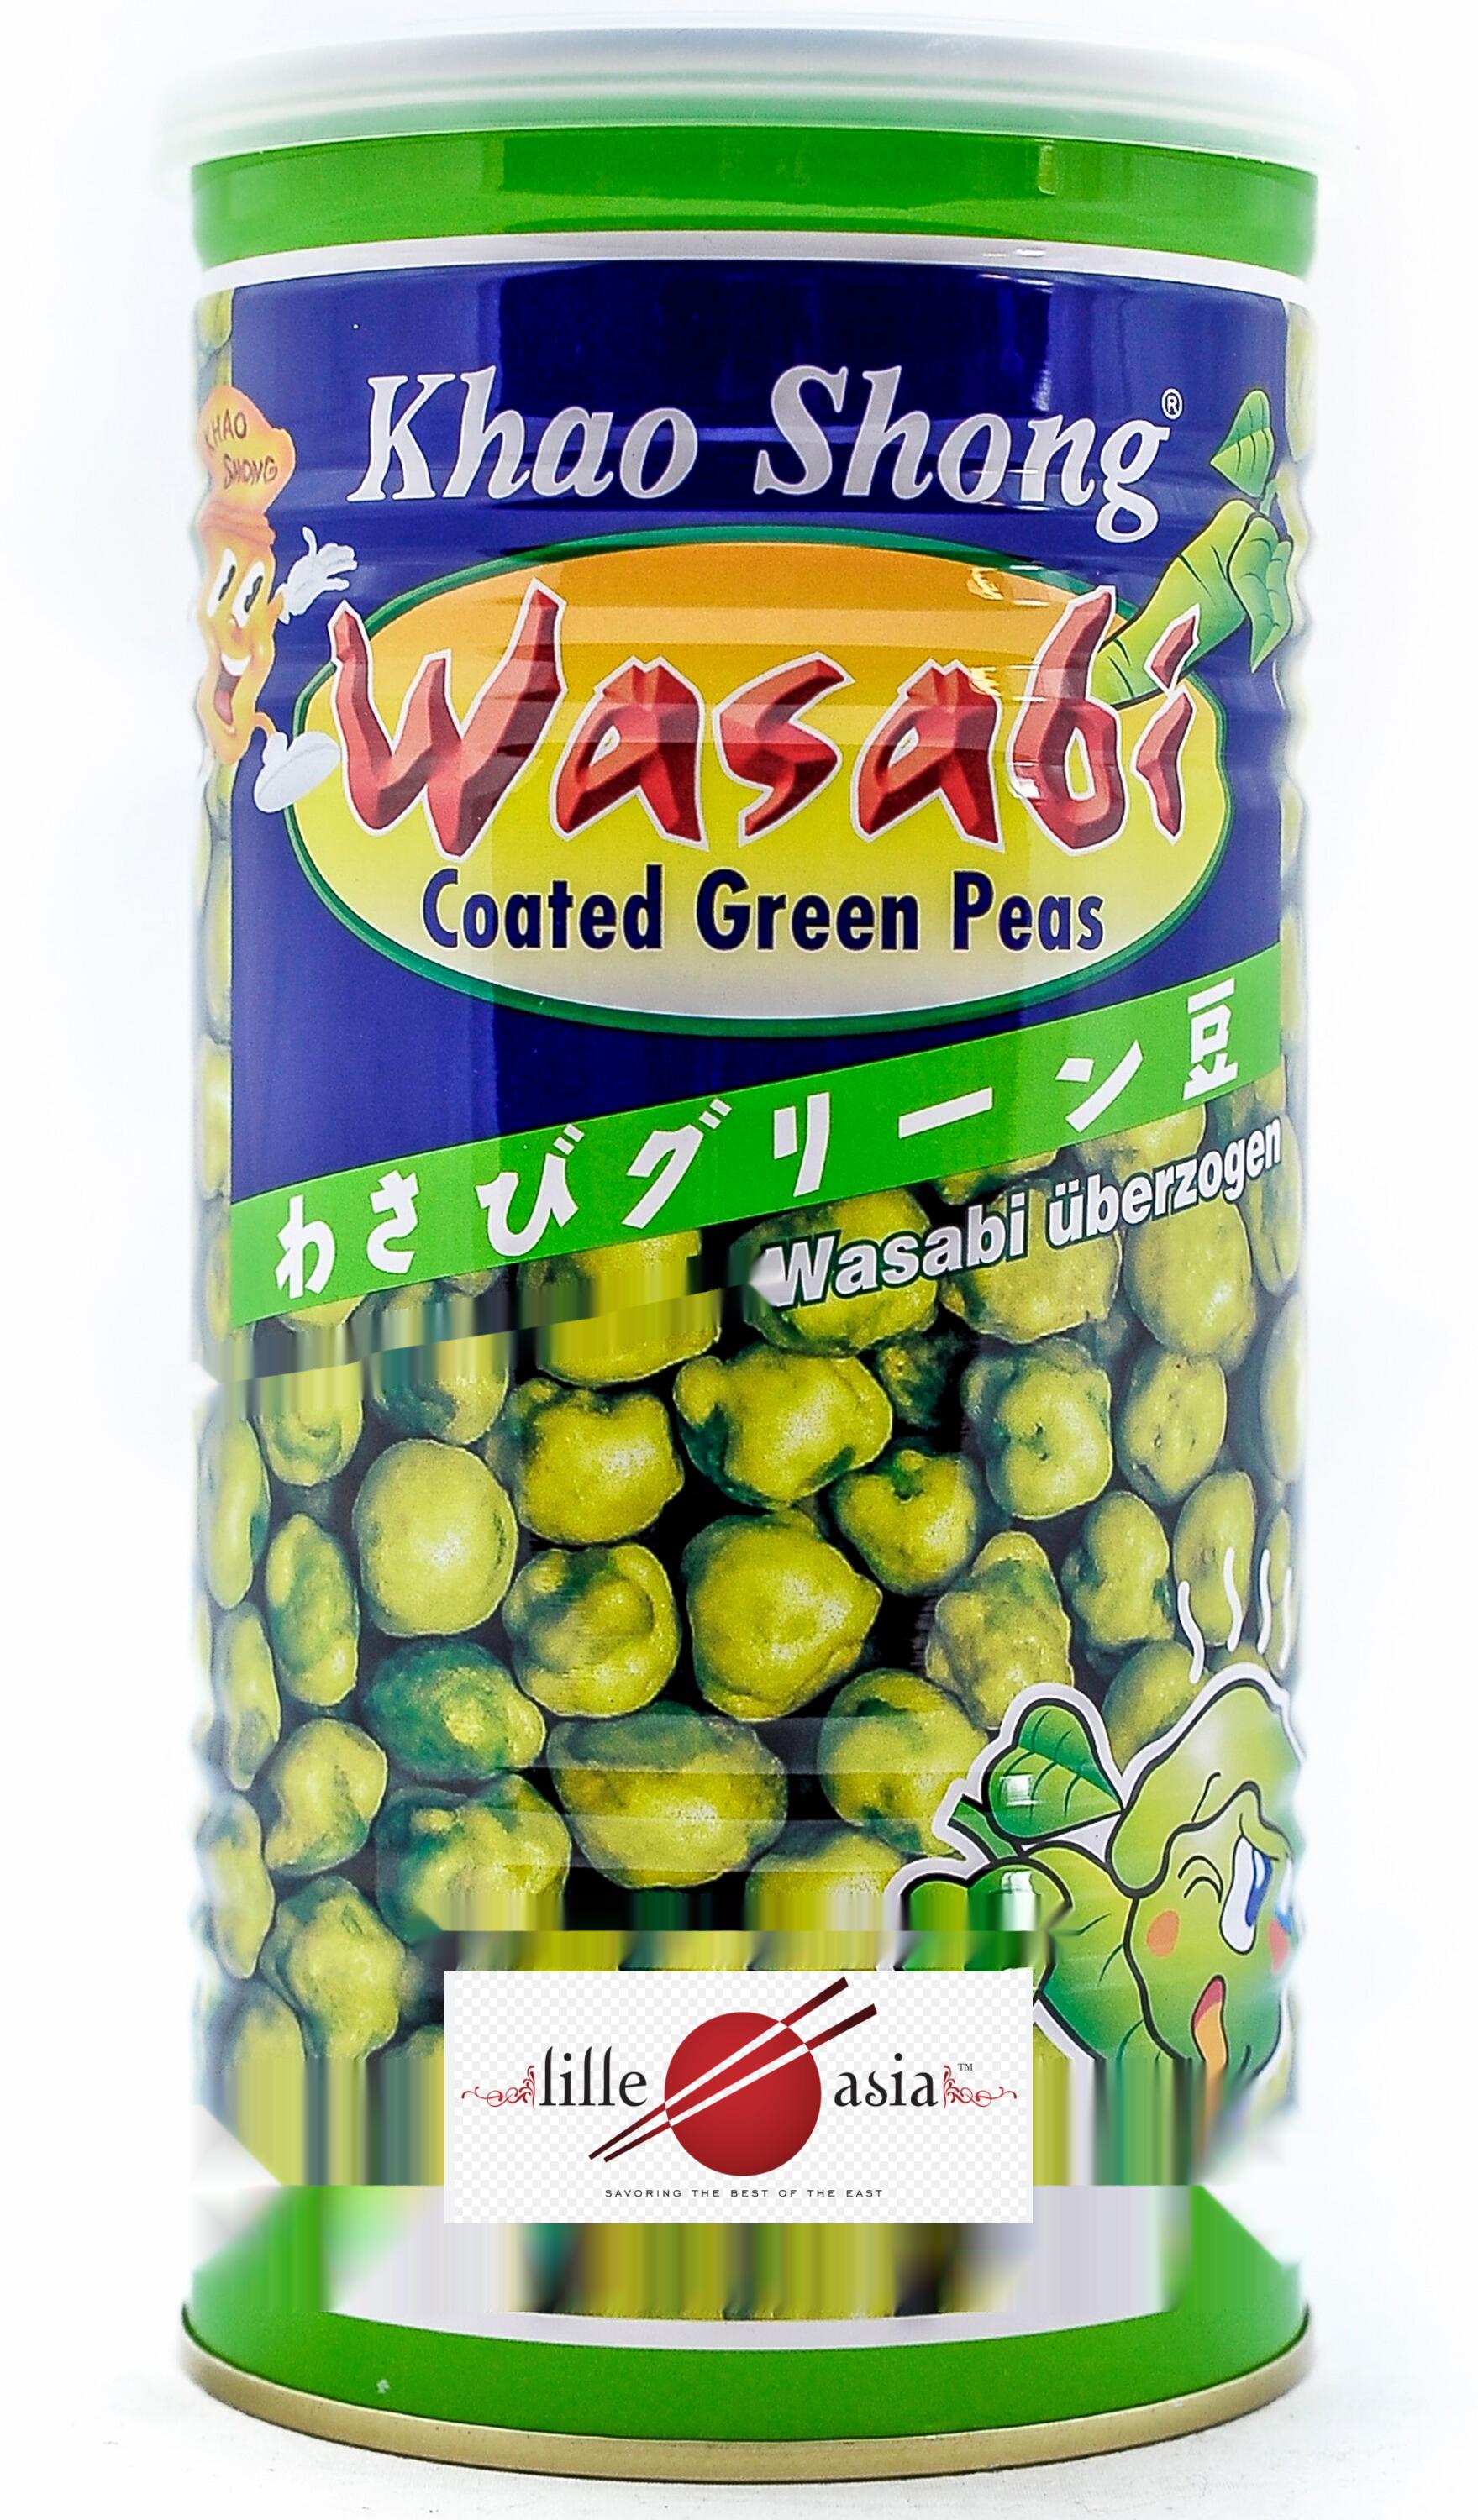 Khao Shong®
KHAO
SHONG
Wasabi
Coated Green Peas
わさびグリーン豆
Wasabi überzogen
lille asia™
SAVORING THE BEST OF THE EAST